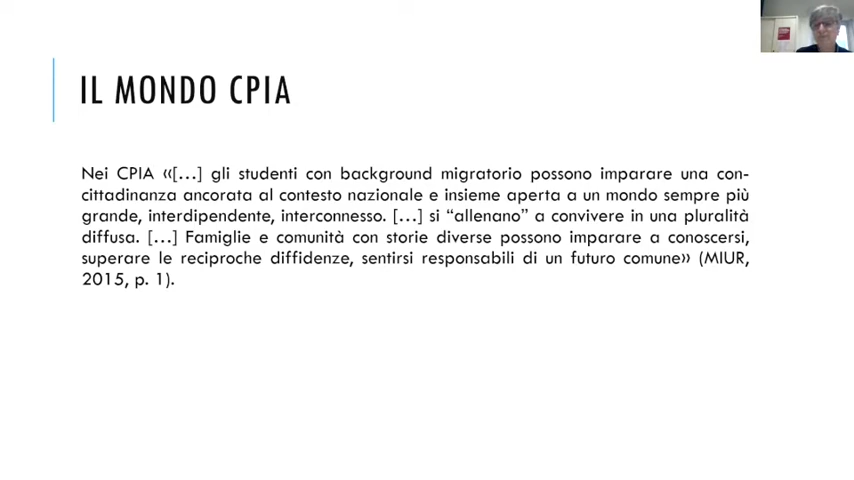 IL MONDO CPIA
Nei CPIA «[…] gli studenti con background migratorio possono imparare una con-
cittadinanza ancorata al contesto nazionale e insieme aperta a un mondo sempre più
grande, interdipendente, interconnesso. […] si “allenano” a convivere in una pluralità
diffusa. […] Famiglie e comunità con storie diverse possono imparare a conoscersi,
superare le reciproche diffidenze, sentirsi responsabili di un futuro comune» (MIUR,
2015, p. 1).